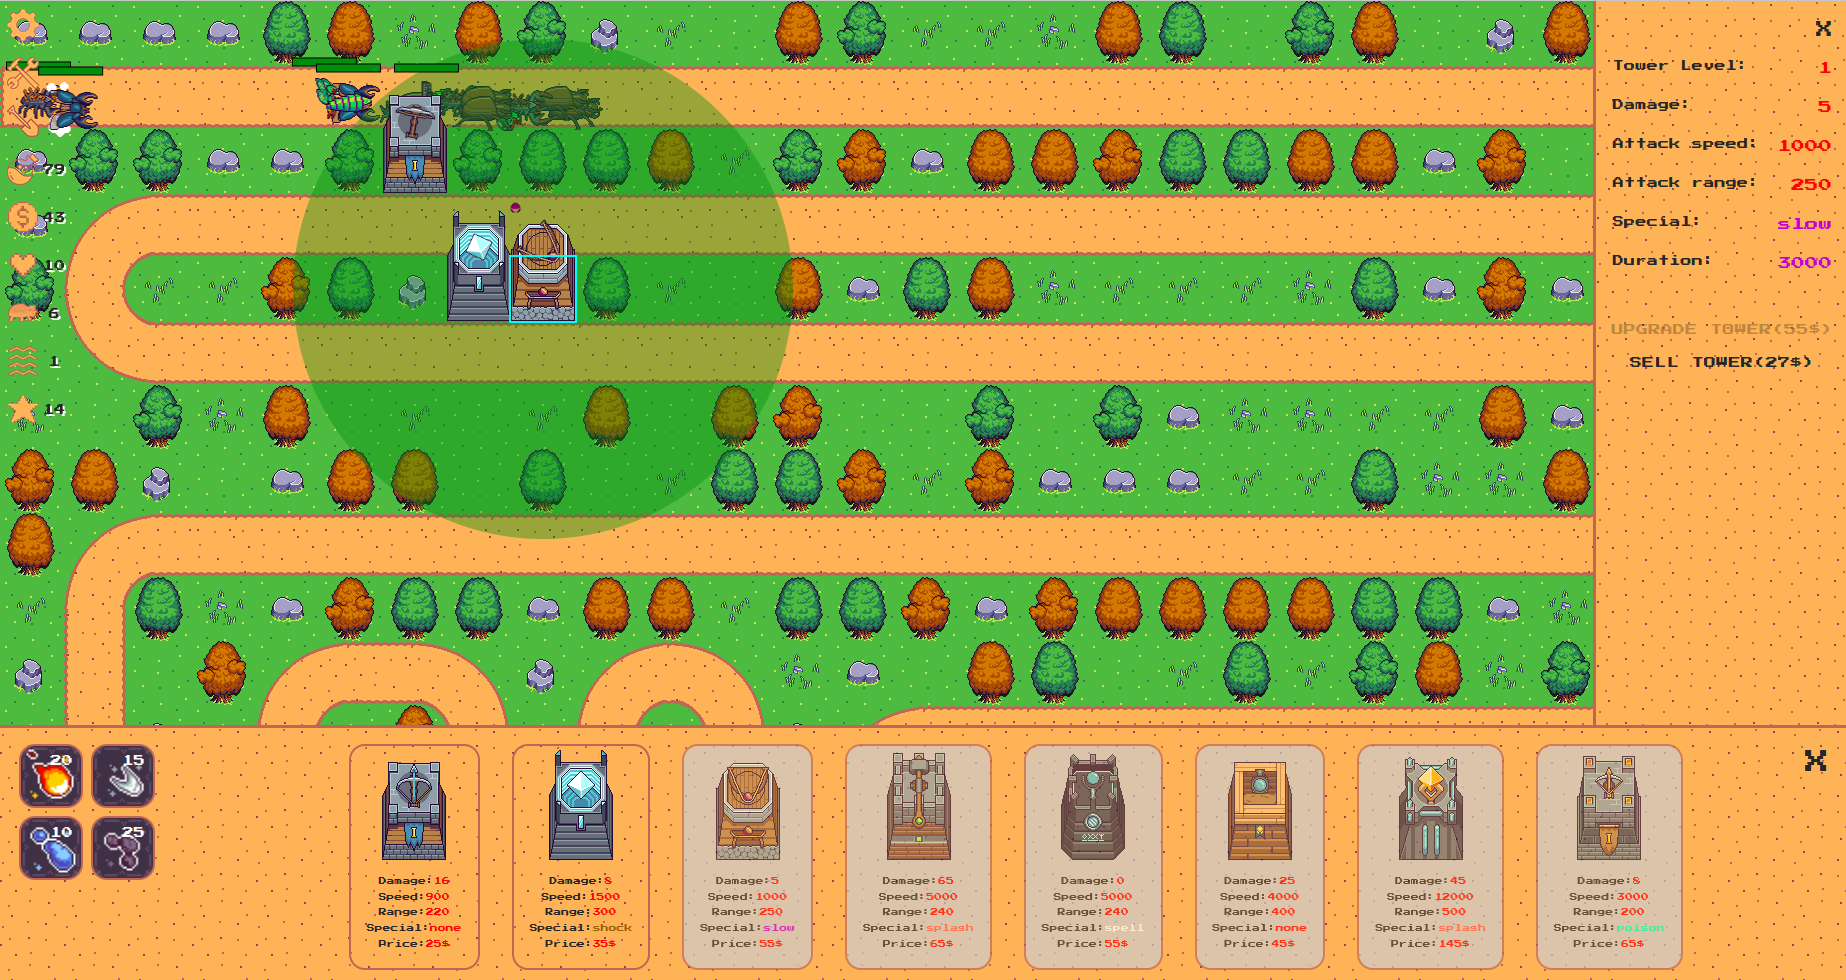 79
43
10
6
1
14
X
Tower Level: 1
Damage: 5
Attack speed: 1000
Attack range: 250
Special: slow
Duration: 3000
UPGRADE TOWER(55$)
SELL TOWER(27$)
20
15
10
25
X
Damage:16
Speed:900
Range:220
Special:none
Price:25$
Damage:8
Speed:1500
Range:300
Special:shock
Price:35$
Damage:5
Speed:1000
Range:250
Special:slow
Price:55$
Damage:65
Speed:5000
Range:240
Special:splash
Price:65$
Damage:0
Speed:5000
Range:240
Special:spell
Price:55$
Damage:25
Speed:4000
Range:400
Special:none
Price:45$
Damage:45
Speed:12000
Range:500
Special:splash
Price:145$
Damage:8
Speed:3000
Range:200
Special:poison
Price:65$